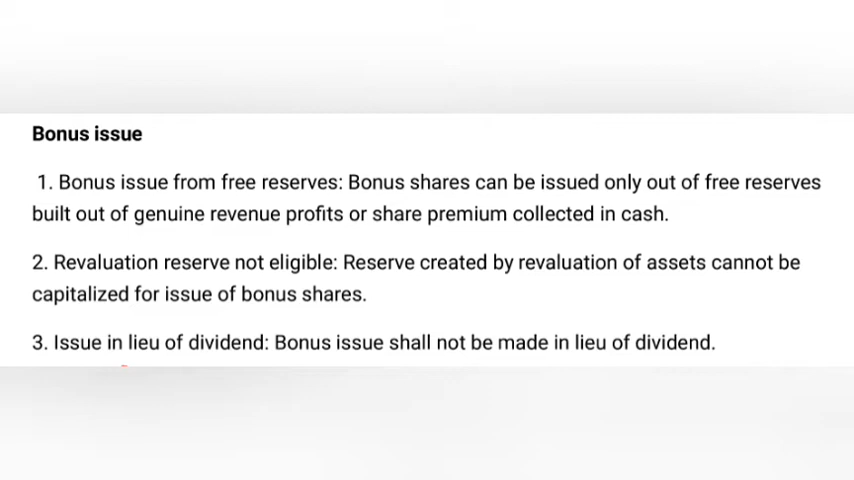 Bonus issue
1. Bonus issue from free reserves: Bonus shares can be issued only out of free reserves
built out of genuine revenue profits or share premium collected in cash.
2. Revaluation reserve not eligible: Reserve created by revaluation of assets cannot be
capitalized for issue of bonus shares.
3. Issue in lieu of dividend: Bonus issue shall not be made in lieu of dividend.